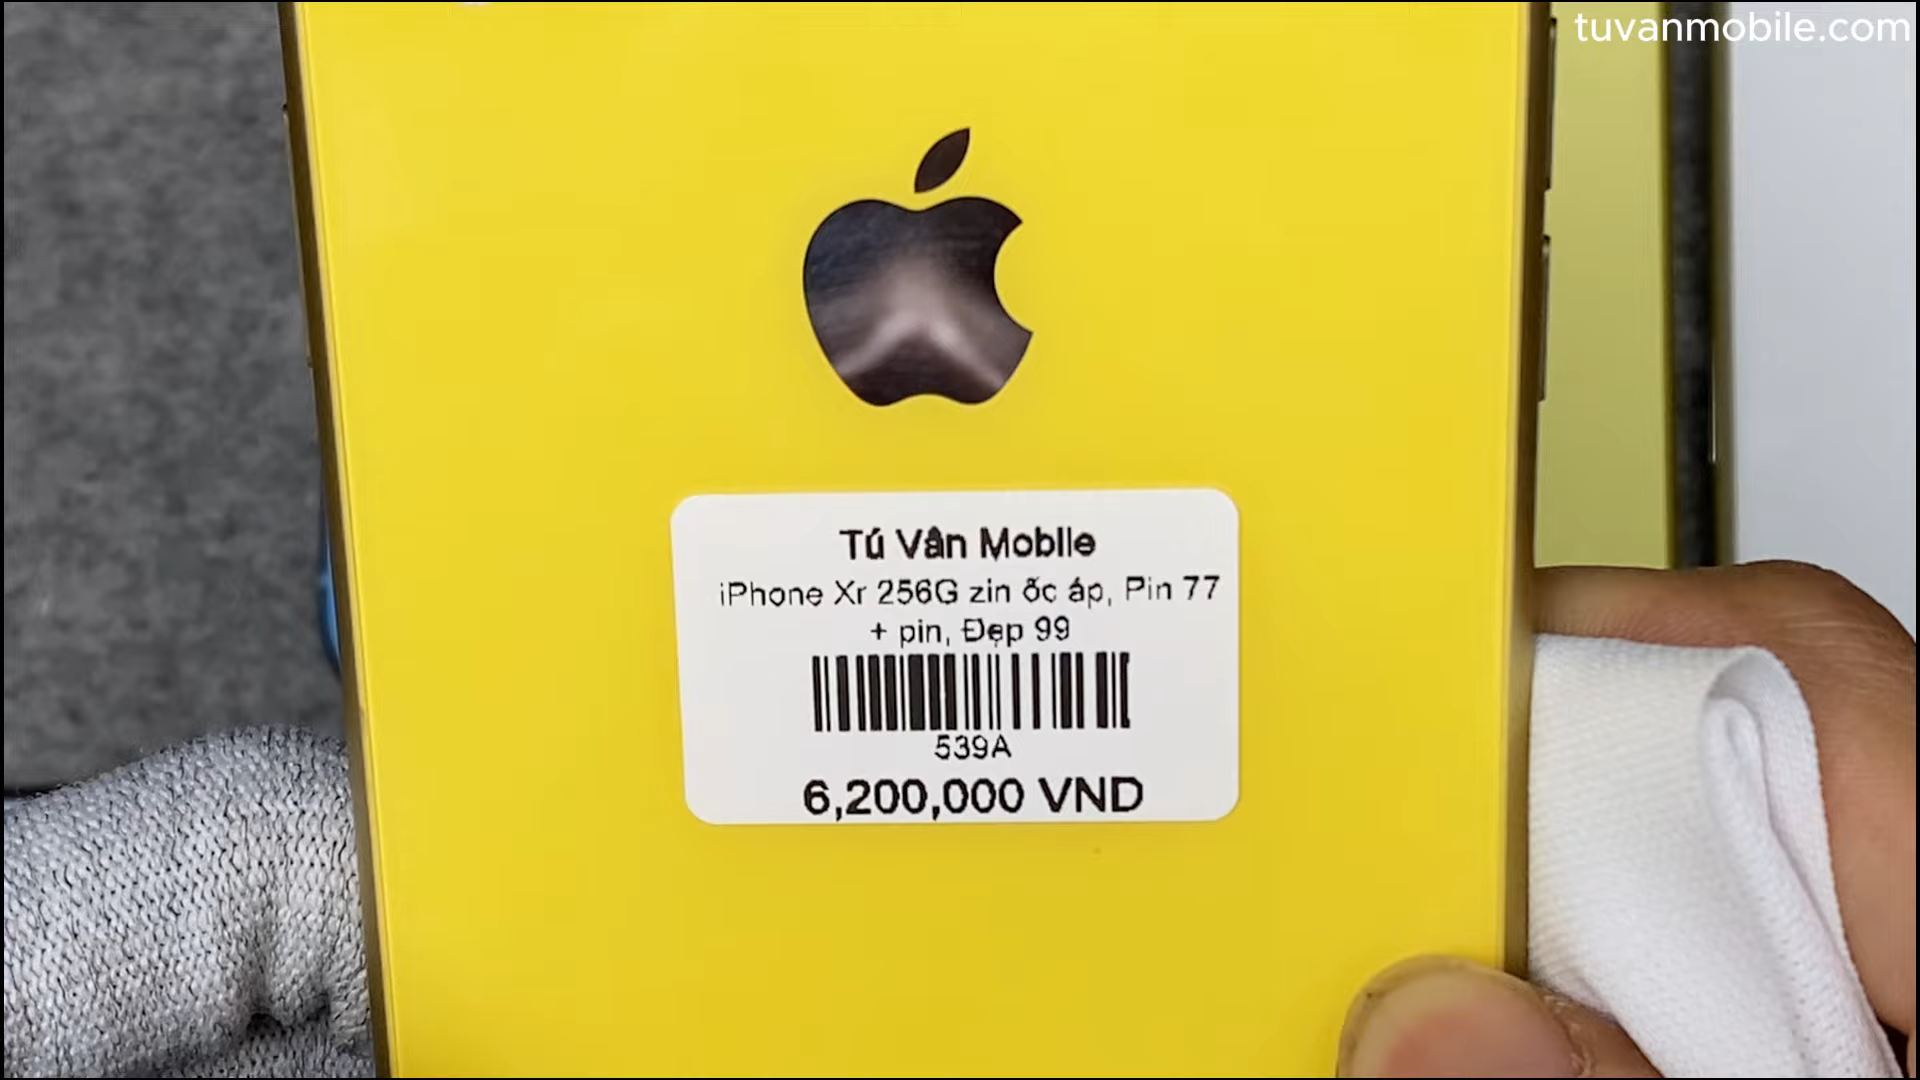 tuvanmobile.com
Tú Vân Mobile
iPhone Xr 256G zin ốc áp, Pin 77
+ pin, Đẹp 99
539A
6,200,000 VND